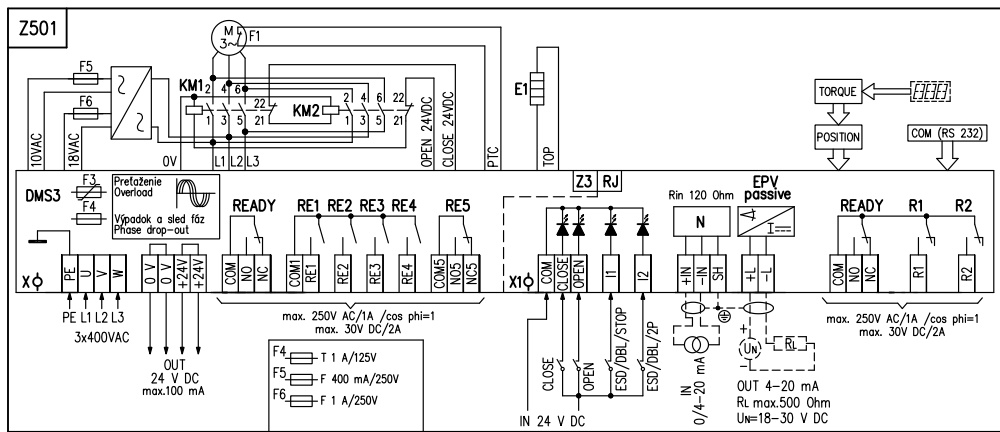 Z501
M
3~
F1
F5
F6
KM1
2 4 6
1 3 5
22
21
KM2
2 4 6
1 3 5
22
21
E1
TORQUE
POSITION
COM (RS 232)
10VAC
18VAC
0V
L1 L2 L3
OPEN 24VDC
CLOSE 24VDC
PTC
TOP
DMS3
F3
F4
Preťaženie
Overload
Výpadok a sled fáz
Phase drop-out
READY
RE1 RE2 RE3 RE4
RE5
Z3 RJ
Rin 120 Ohm
N
EPV
passive
I
READY
R1
R2
X
PE
U
V
W
0 V
0 V
+24V
+24V
COM
NO
NC
COM1
RE1
RE2
RE3
RE4
COM5
NO5
NC5
X1
COM
CLOSE
OPEN
I1
I2
+IN
-IN
SH
+L
-L
COM
NO
NC
R1
R2
PE L1 L2 L3
3x400VAC
OUT
24 V DC
max.100 mA
max. 250V AC/1A /cos phi=1
max. 30V DC/2A
F4 T 1 A/125V
F5 F 400 mA/250V
F6 F 1 A/250V
CLOSE
OPEN
ESD/DBL/STOP
ESD/DBL/2P
IN 24 V DC
IN
0/4-20 mA
+
UN
-
RL
OUT 4-20 mA
RL max.500 Ohm
UN=18-30 V DC
max. 250V AC/1A /cos phi=1
max. 30V DC/2A